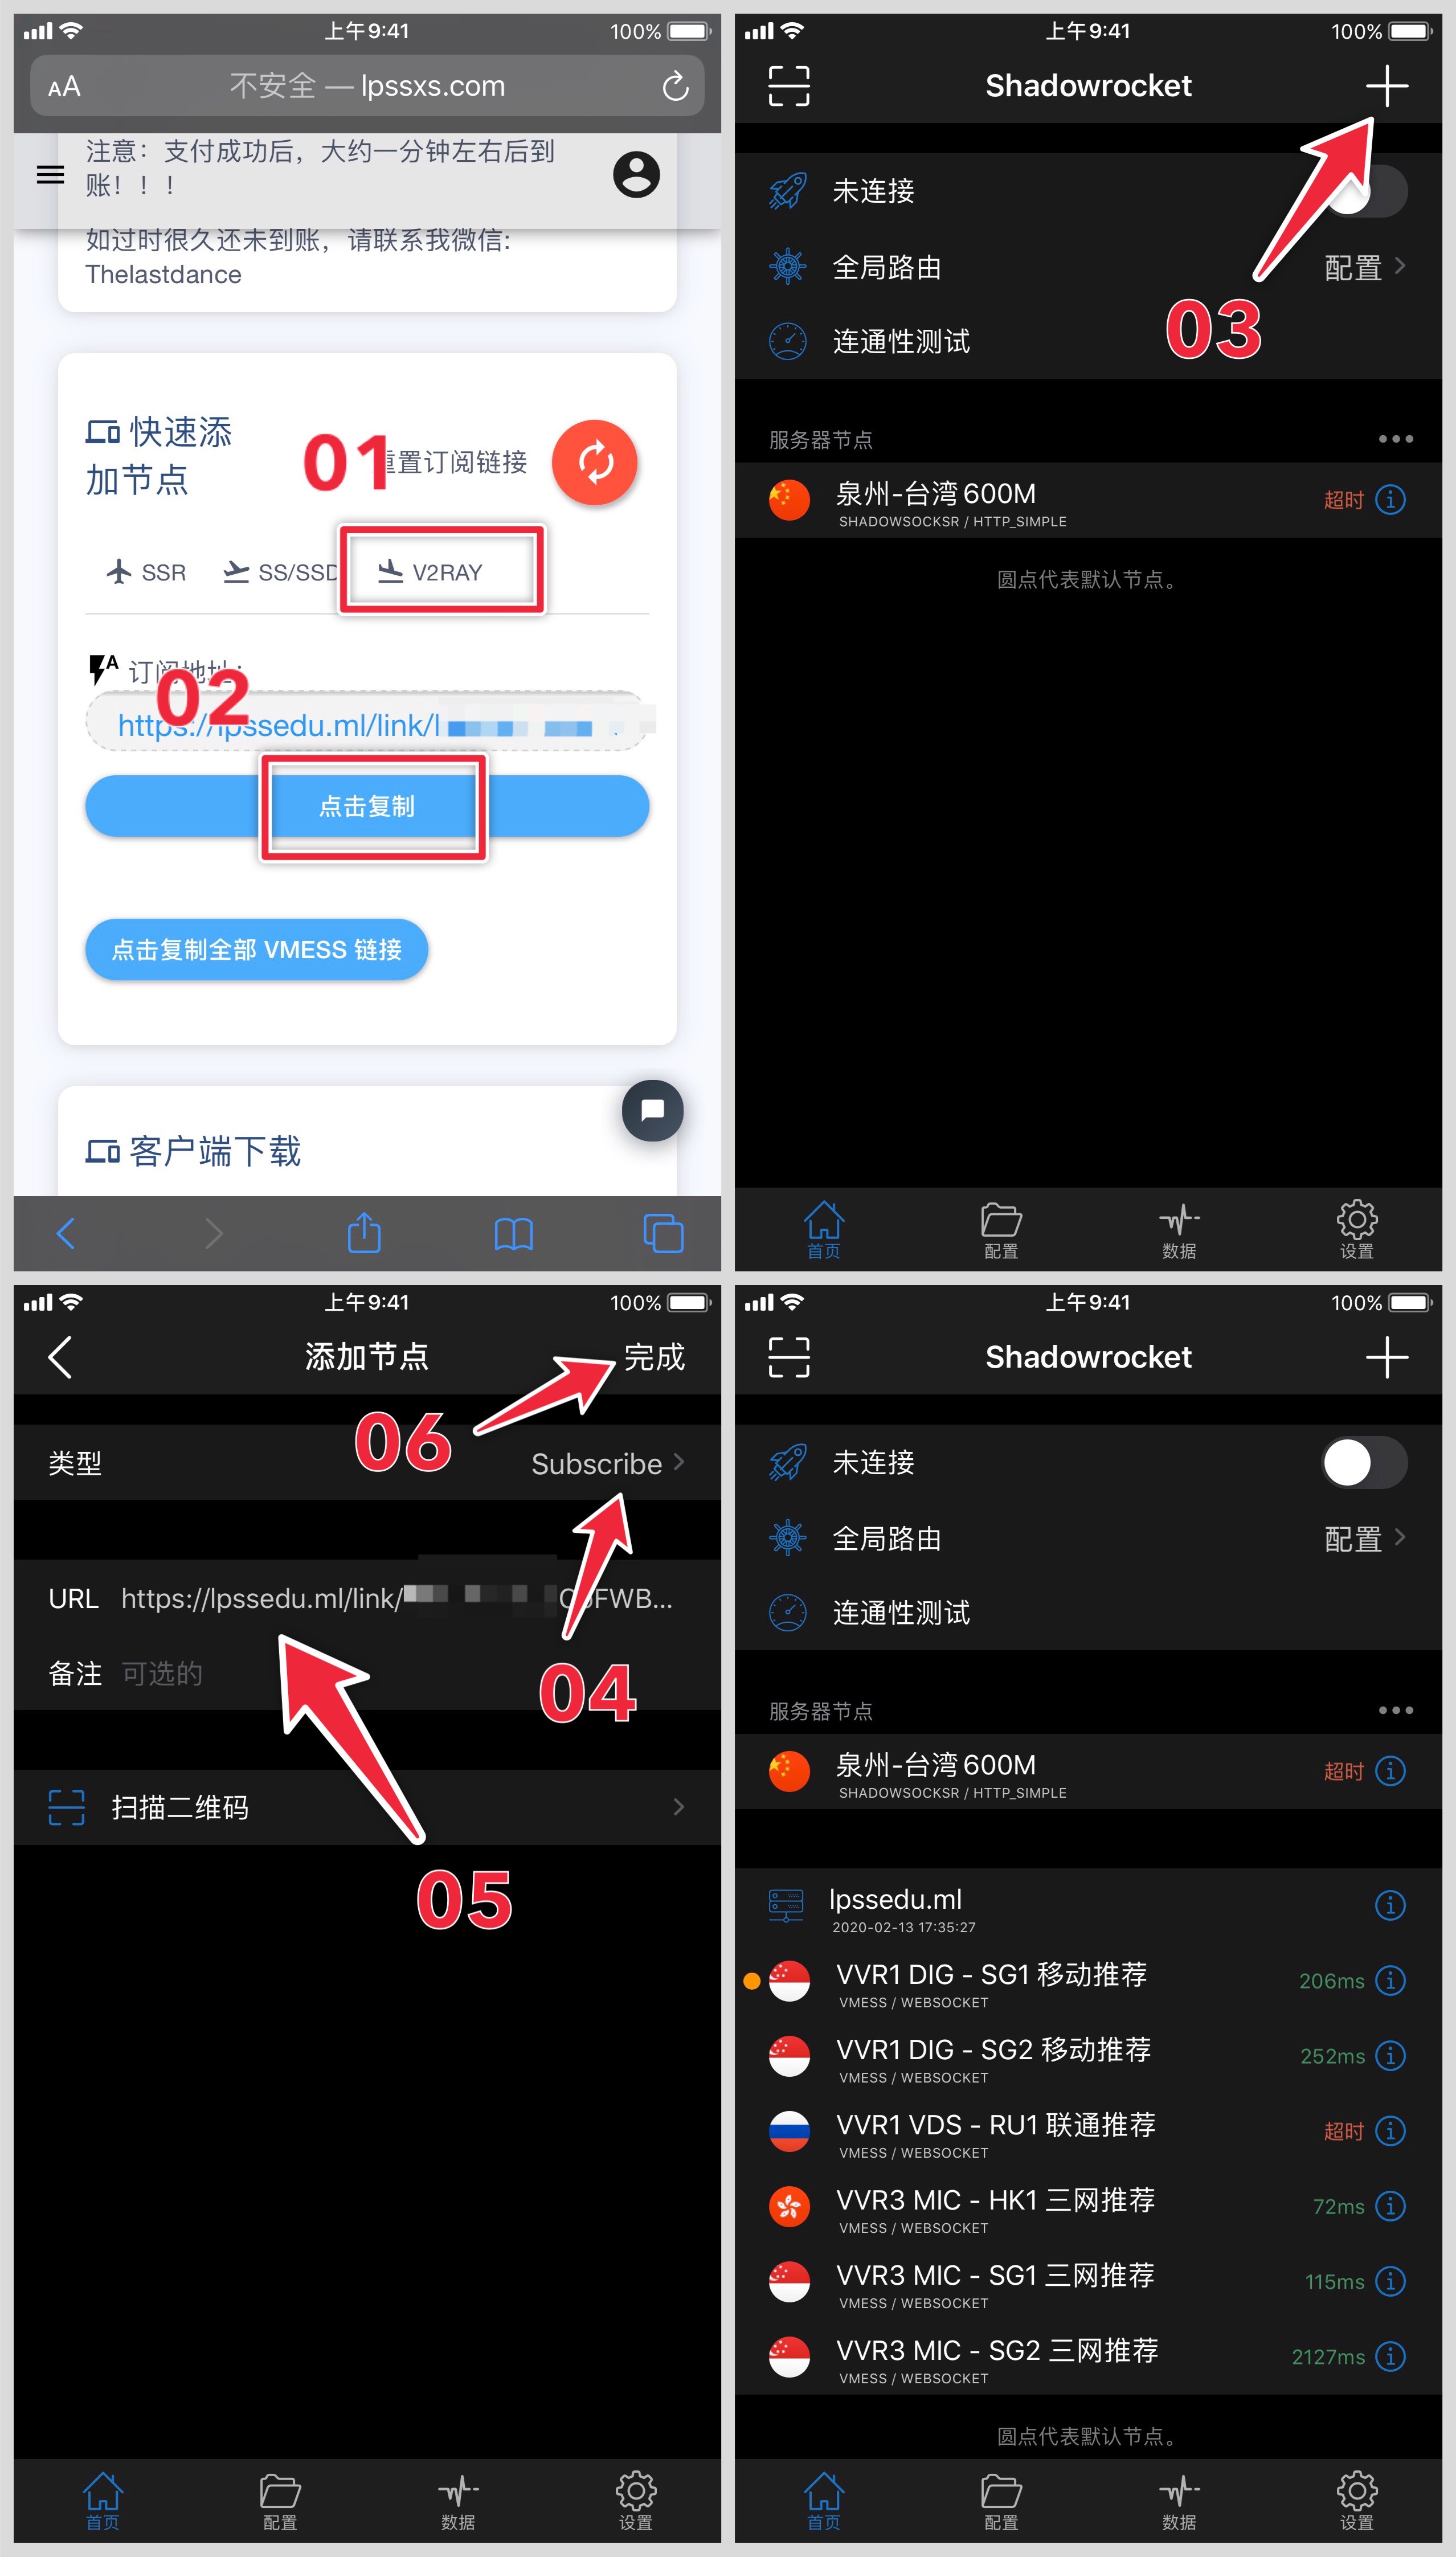 上午9:41
100%
AA
不安全 — lpssxs.com
注意：支付成功后，大约一分钟左右后到
账！！！
如过时很久还未到账，请联系我微信:
Thelastdance
快速添
加节点
01
重置订阅链接
SSR
SS/SSD
V2RAY
A 订阅地址：
02
https://lpssedu.ml/link/l
点击复制
点击复制全部 VMESS 链接
客户端下载
上午9:41
100%
Shadowrocket
未连接
全局路由
配置
03
连通性测试
服务器节点
泉州-台湾600M
SHADOWSOCKSR / HTTP_SIMPLE
超时
圆点代表默认节点。
首页
配置
数据
设置
上午9:41
100%
添加节点
完成
06
类型
Subscribe
URL https://lpssedu.ml/link/
FWB...
04
备注 可选的
扫描二维码
05
首页
配置
数据
设置
上午9:41
100%
Shadowrocket
未连接
全局路由
配置
连通性测试
服务器节点
泉州-台湾600M
SHADOWSOCKSR / HTTP_SIMPLE
超时
lpssedu.ml
2020-02-13 17:35:27
VVR1 DIG - SG1 移动推荐
VMESS / WEBSOCKET
206ms
VVR1 DIG - SG2 移动推荐
VMESS / WEBSOCKET
252ms
VVR1 VDS - RU1 联通推荐
VMESS / WEBSOCKET
超时
VVR3 MIC - HK1 三网推荐
VMESS / WEBSOCKET
72ms
VVR3 MIC - SG1 三网推荐
VMESS / WEBSOCKET
115ms
VVR3 MIC - SG2 三网推荐
VMESS / WEBSOCKET
2127ms
圆点代表默认节点。
首页
配置
数据
设置